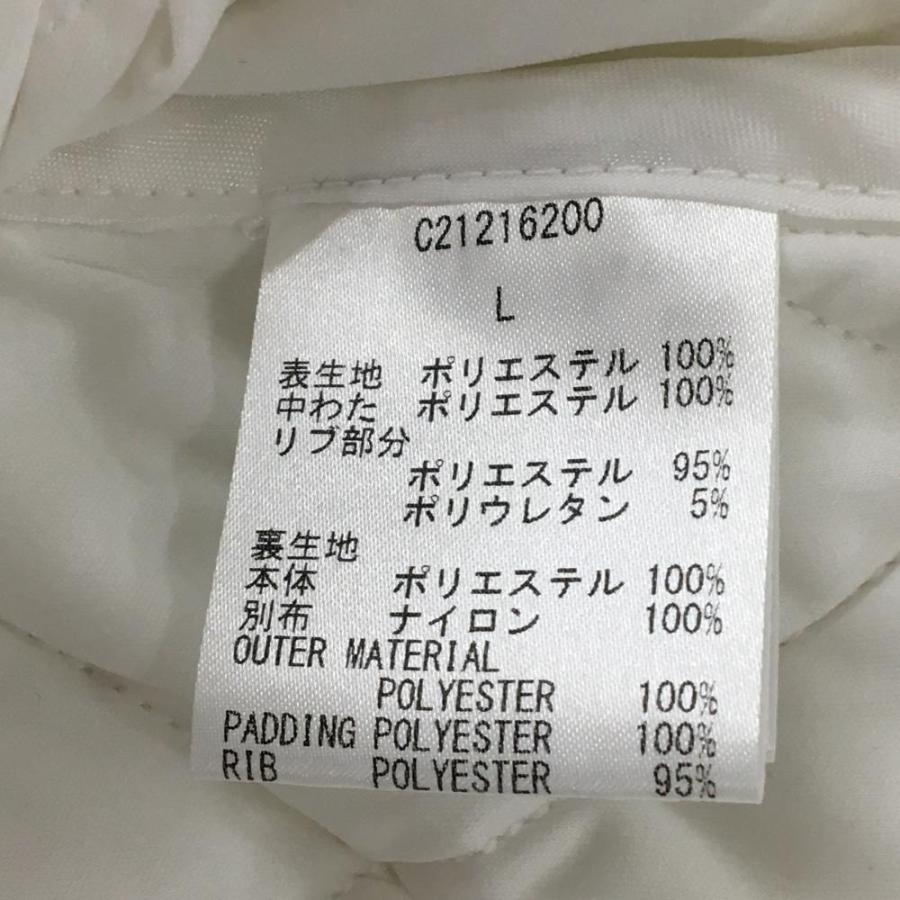 C21216200
L
表生地 ポリエステル 100%
中わた ポリエステル 100%
リブ部分
ポリエステル 95%
ポリウレタン 5%
裏生地
本体 ポリエステル 100%
別布 ナイロン 100%
OUTER MATERIAL
POLYESTER 100%
PADDING POLYESTER 100%
RIB POLYESTER 95%